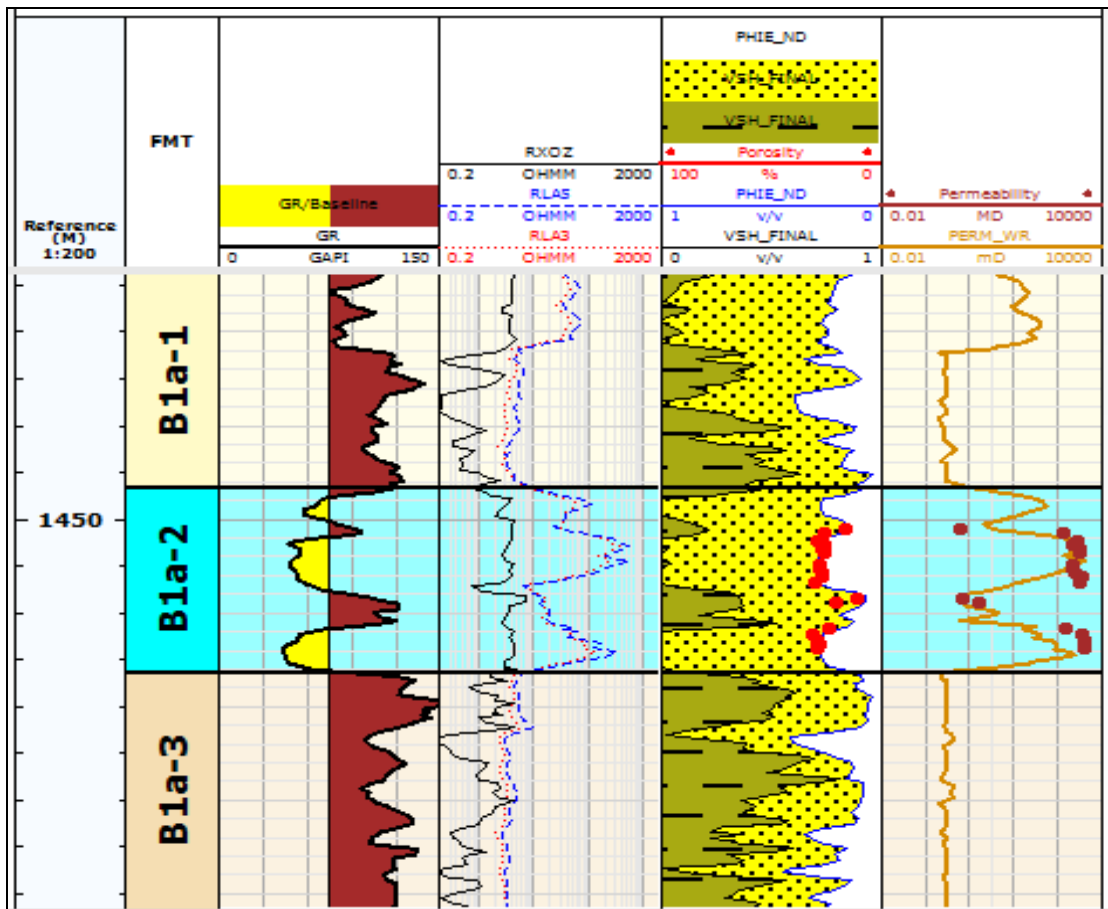 Reference
(M)
1:200
FMT
GR/Baseline
GR
0 GAPI 150
RXOZ
0.2 OHMM 2000
RLA5
0.2 OHMM 2000
RLA3
0.2 OHMM 2000
PHIE_ND
VSH_FINAL
VSH_FINAL
Porosity
100 % 0
PHIE_ND
1 v/v 0
VSH_FINAL
0 v/v 1
Permeability
0.01 MD 10000
PERM_WR
0.01 mD 10000
B1a-1
1450
B1a-2
B1a-3